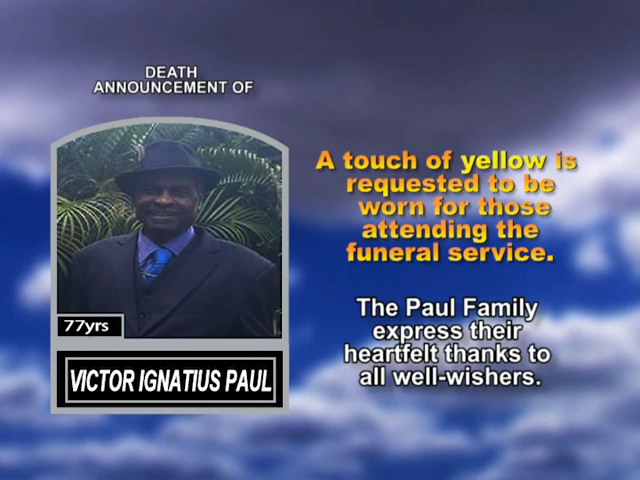 DEATH
ANNOUNCEMENT OF
77yrs
VICTOR IGNATIUS PAUL
A touch of yellow is
requested to be
worn for those
attending the
funeral service.
The Paul Family
express their
heartfelt thanks to
all well-wishers.